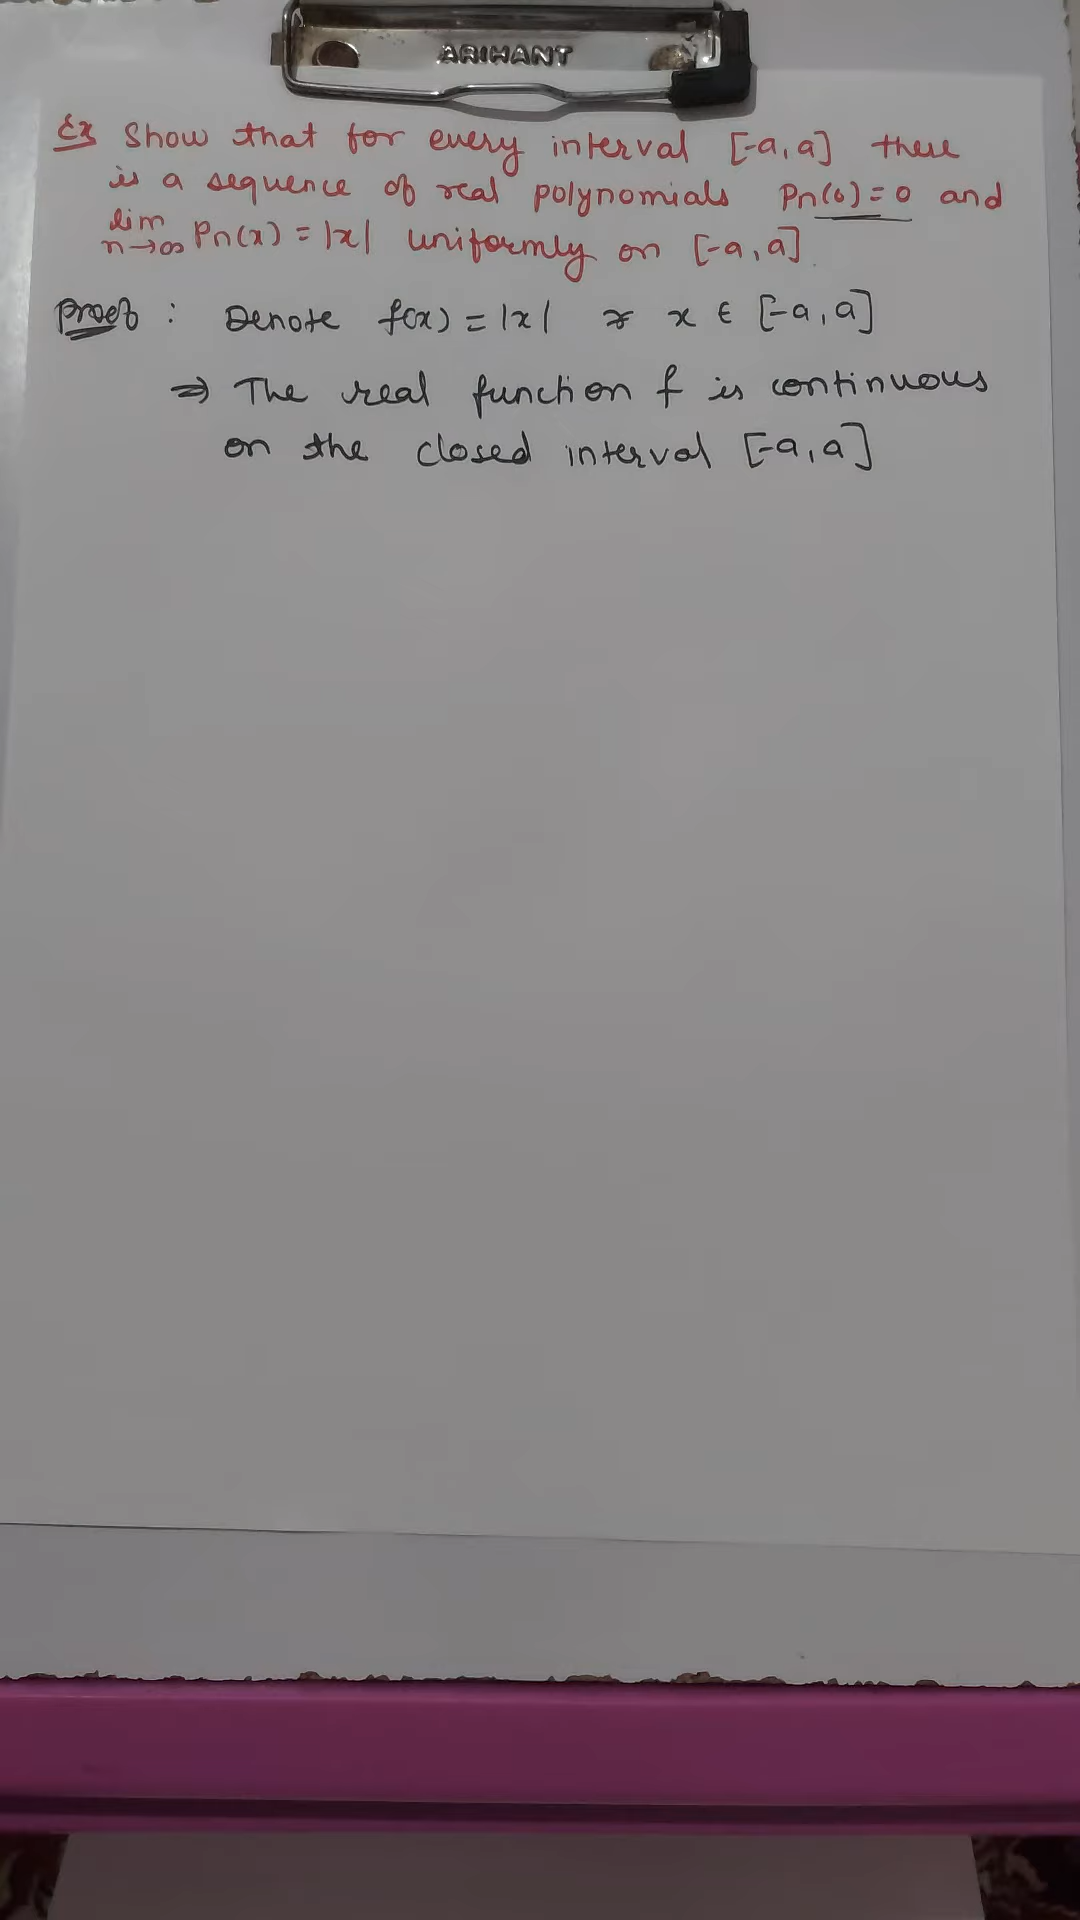 ARIHANT
Ex Show that for every interval [-a,a] there
is a sequence of real polynomials Pn(0)=0 and
lim n→∞ Pn(x) = |x| uniformly on [-a,a].
Proof : Denote f(x) = |x| ∀ x ∈ [-a,a]
⇒ The real function f is continuous
on the closed interval [-a,a]